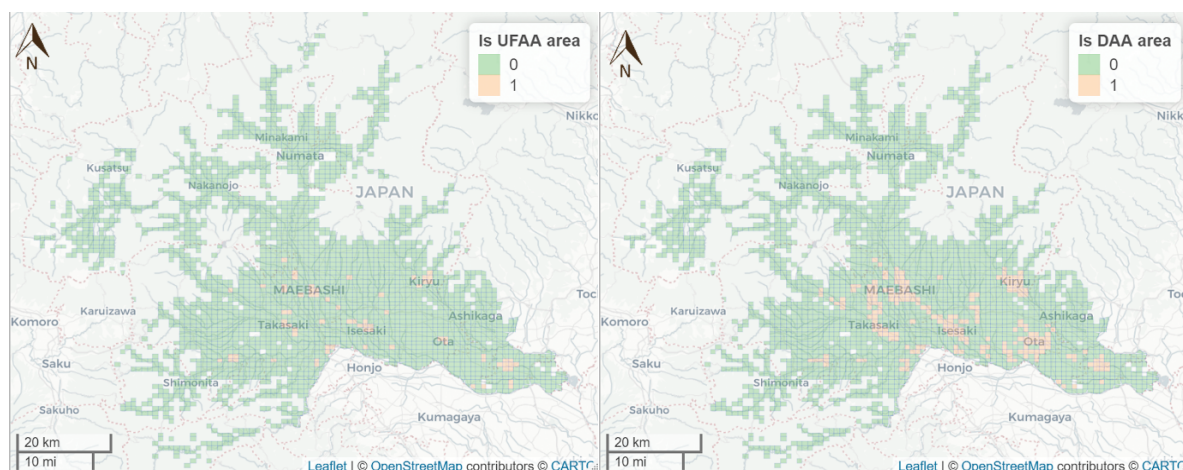 N
Is UFAA area
0
1
Nikko
Minakami
Numata
Kusatsu
Nakanojo
JAPAN
MAEBASHI
Kiryu
Toc
Komoro
Karuizawa
Takasaki
Isesaki
Ashikaga
Ota
Saku
Honjo
Shimonita
Sakuho
Kumagaya
20 km
10 mi
Leaflet | © OpenStreetMap contributors © CARTO
N
Is DAA area
0
1
Nikko
Minakami
Numata
Kusatsu
Nakanojo
JAPAN
MAEBASHI
Kiryu
Toc
Komoro
Karuizawa
Takasaki
Isesaki
Ashikaga
Ota
Saku
Honjo
Shimonita
Sakuho
Kumagaya
20 km
10 mi
Leaflet | © OpenStreetMap contributors © CARTO